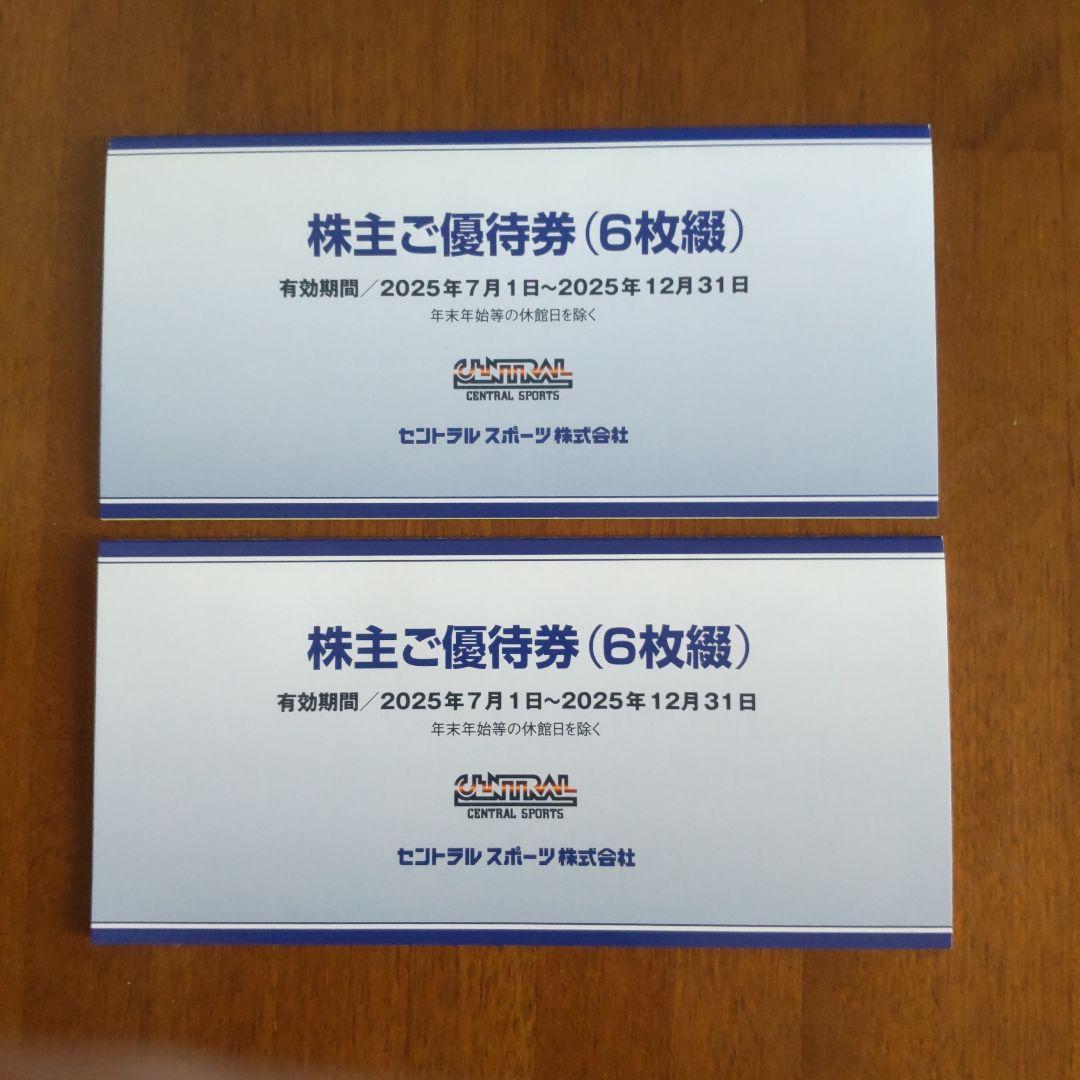 株主ご優待券(6枚綴)
有効期間/2025年7月1日~2025年12月31日
年末年始等の休館日を除く
CENTRAL
CENTRAL SPORTS
セントラルスポーツ株式会社
株主ご優待券(6枚綴)
有効期間/2025年7月1日~2025年12月31日
年末年始等の休館日を除く
CENTRAL
CENTRAL SPORTS
セントラルスポーツ株式会社